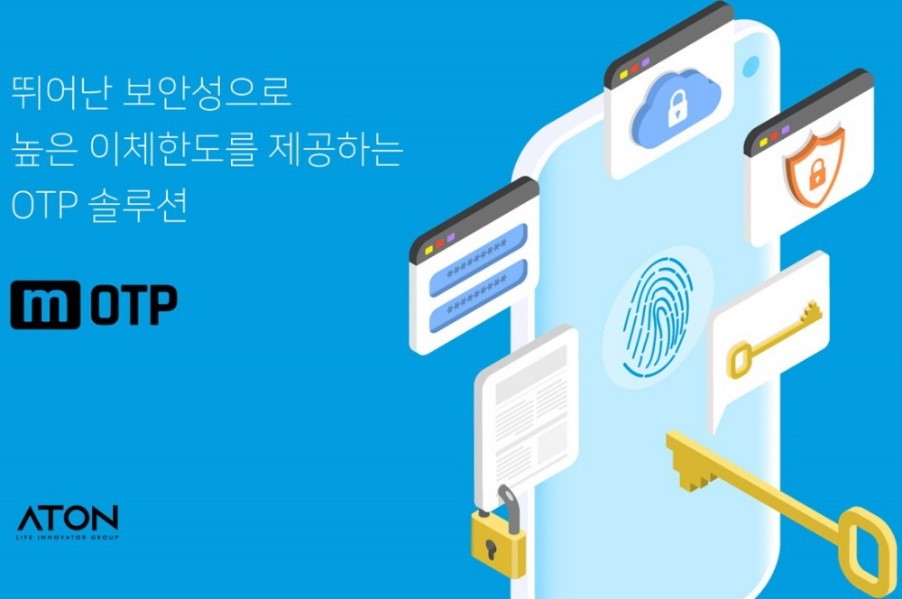 뛰어난 보안성으로
높은 이체한도를 제공하는
OTP 솔루션
m OTP
*********
*********
ATON
LIFE INNOVATOR GROUP